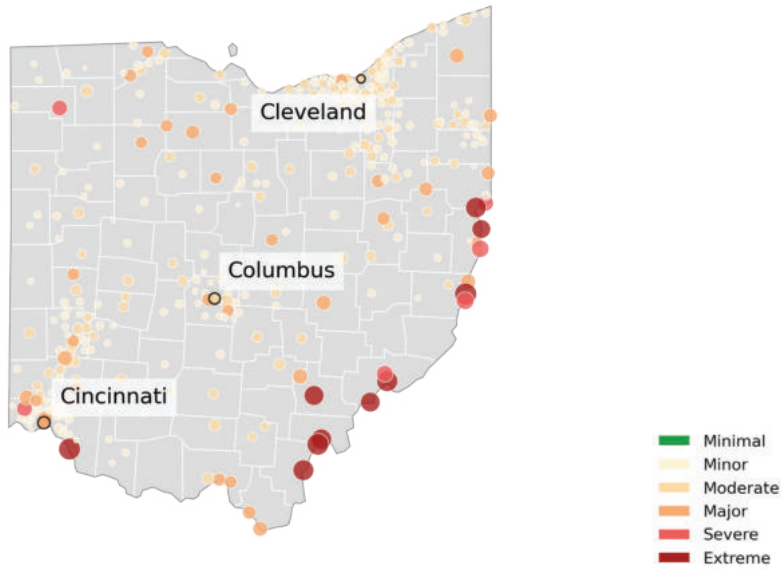 Cleveland
Columbus
Cincinnati
Minimal
Minor
Moderate
Major
Severe
Extreme